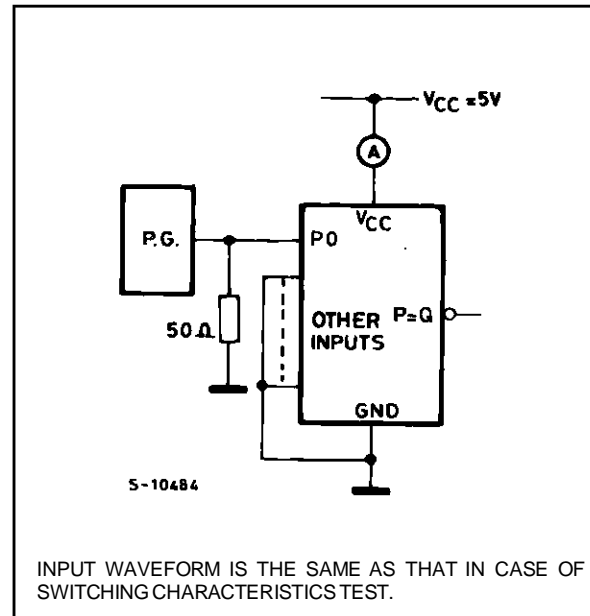 VCC=5V
A
P.G.
P0
VCC
50Ω
OTHER
INPUTS
P=Q
GND
S-10484
INPUT WAVEFORM IS THE SAME AS THAT IN CASE OF
SWITCHING CHARACTERISTICS TEST.